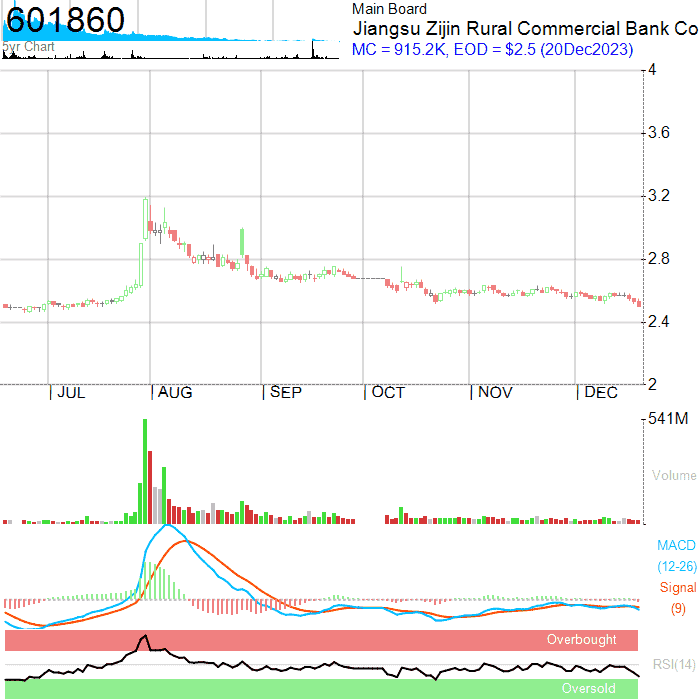 601860
5yr Chart
Main Board
Jiangsu Zijin Rural Commercial Bank Co
MC = 915.2K, EOD = $2.5 (20Dec2023)
4
3.6
3.2
2.8
2.4
2
JUL AUG SEP OCT NOV DEC
541M
Volume
MACD
(12-26)
Signal
(9)
Overbought
RSI(14)
Oversold